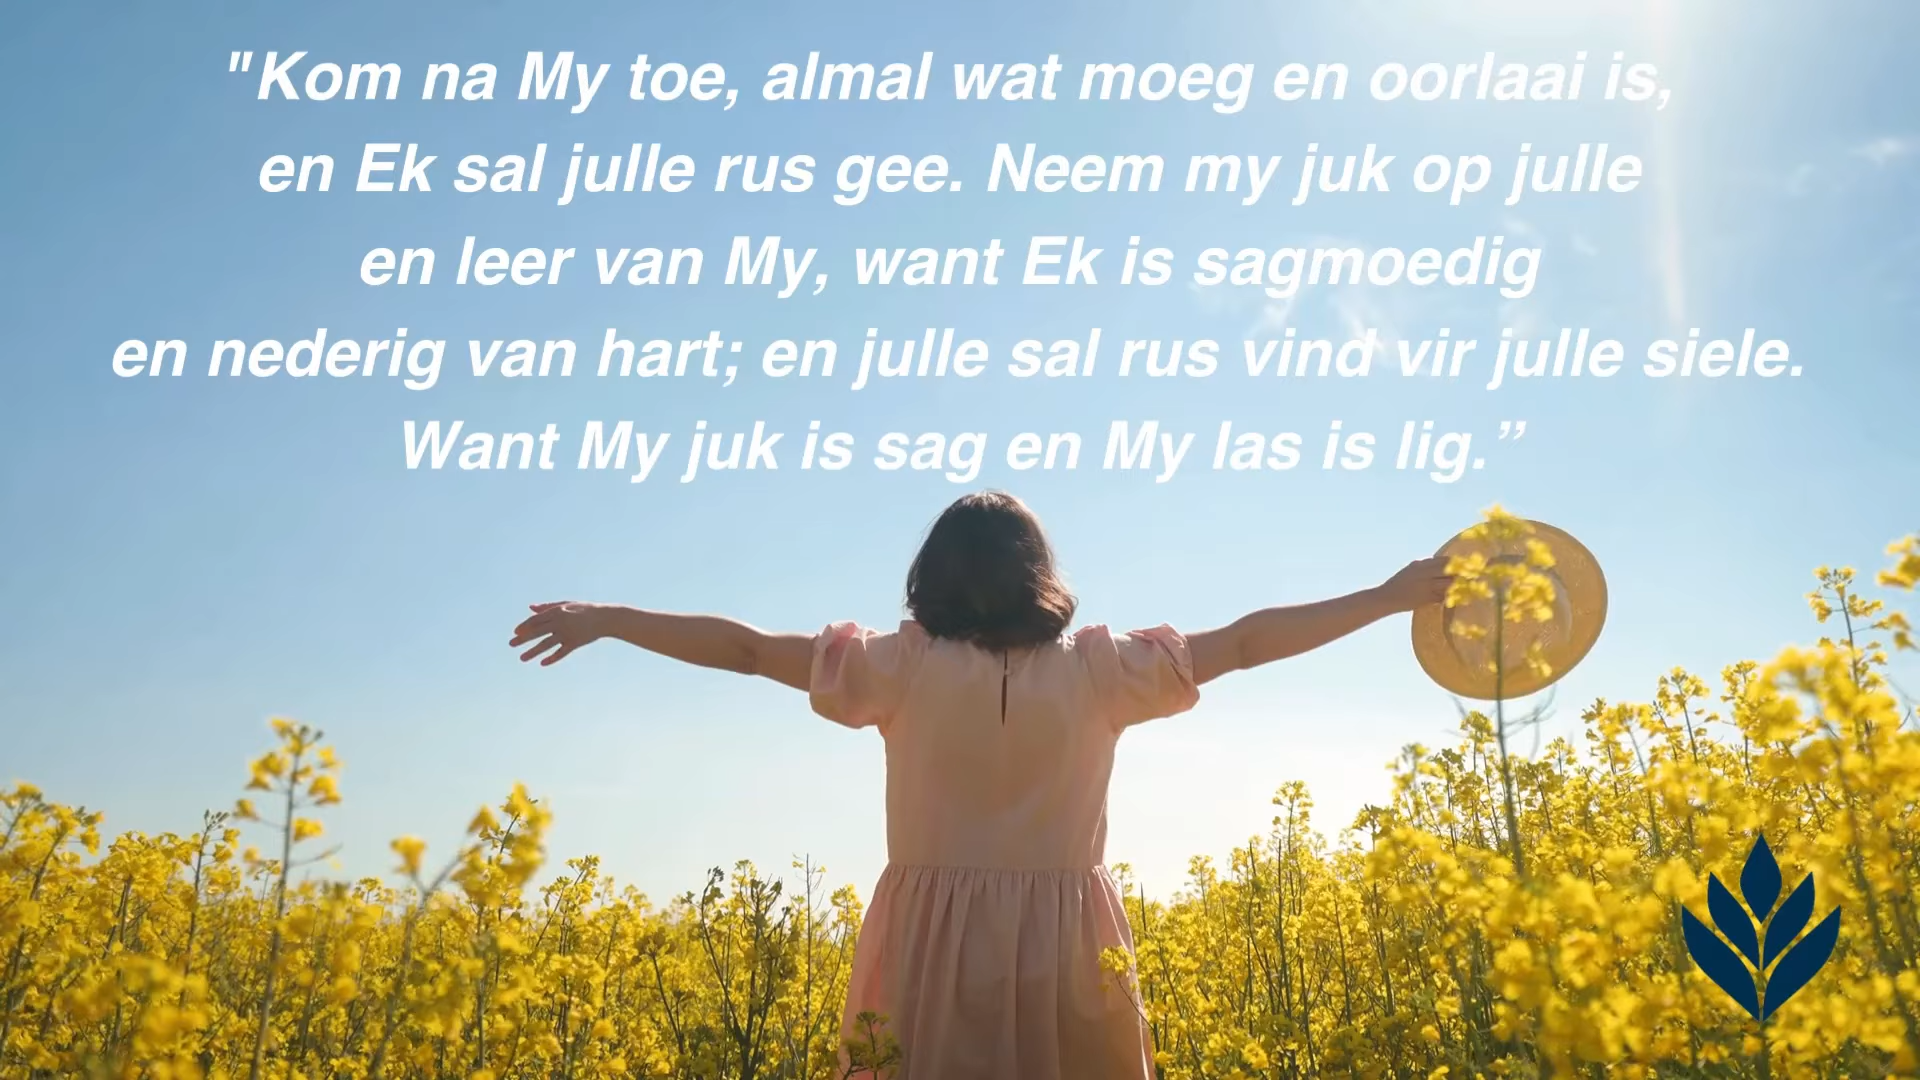 "Kom na My toe, almal wat moeg en oorlaai is,
en Ek sal julle rus gee. Neem my juk op julle
en leer van My, want Ek is sagmoedig
en nederig van hart; en julle sal rus vind vir julle siele.
Want My juk is sag en My las is lig.”